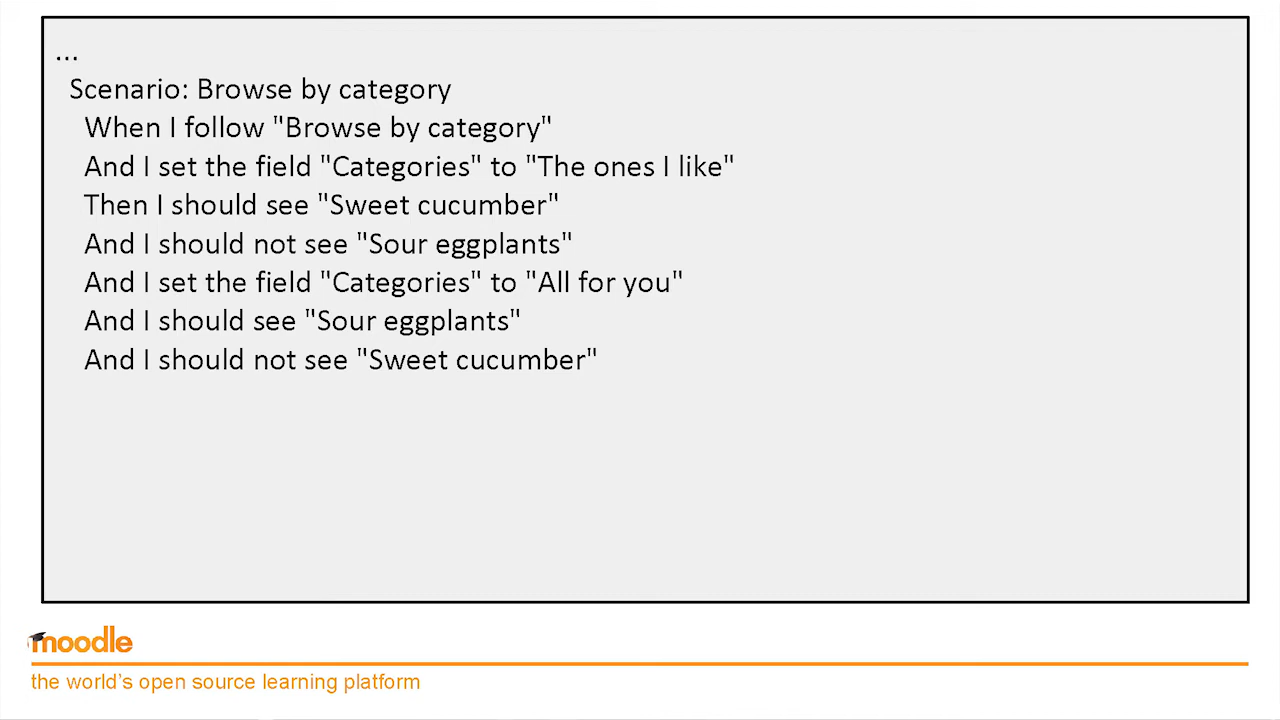 ...
Scenario: Browse by category
When I follow "Browse by category"
And I set the field "Categories" to "The ones I like"
Then I should see "Sweet cucumber"
And I should not see "Sour eggplants"
And I set the field "Categories" to "All for you"
And I should see "Sour eggplants"
And I should not see "Sweet cucumber"
moodle
the world's open source learning platform